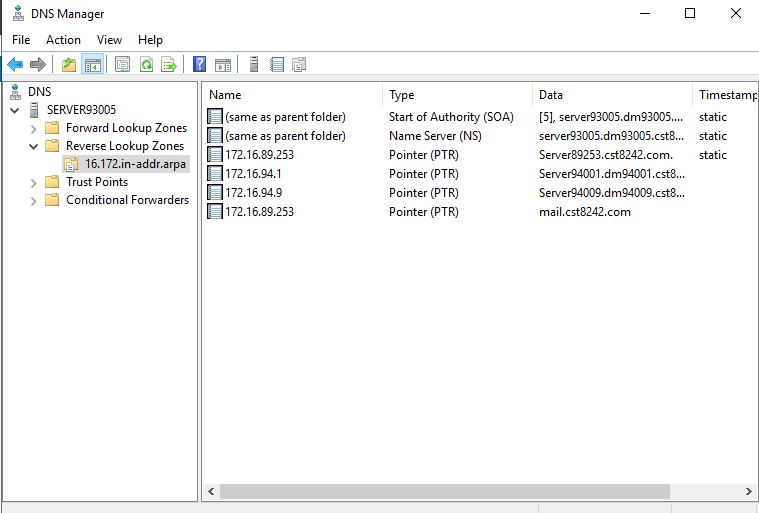 DNS Manager
File Action View Help
DNS
SERVER93005
Forward Lookup Zones
Reverse Lookup Zones
16.172.in-addr.arpa
Trust Points
Conditional Forwarders
Name Type Data Timestamp
(same as parent folder) Start of Authority (SOA) [5], server93005.dm93005.... static
(same as parent folder) Name Server (NS) server93005.dm93005.cst8... static
172.16.89.253 Pointer (PTR) Server89253.cst8242.com. static
172.16.94.1 Pointer (PTR) Server94001.dm94001.cst8...
172.16.94.9 Pointer (PTR) Server94009.dm94009.cst8...
172.16.89.253 Pointer (PTR) mail.cst8242.com